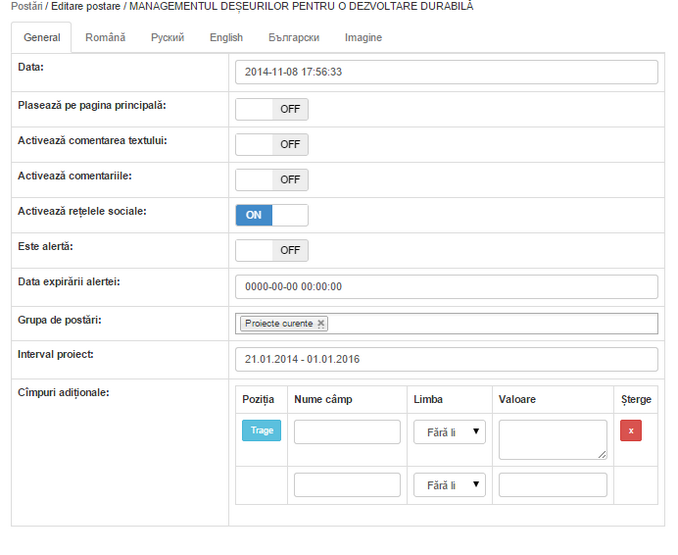 Postări / Editare postare / MANAGEMENTUL DEȘEURILOR PENTRU O DEZVOLTARE DURABILĂ
General Română Руский English Български Imagine
Data: 2014-11-08 17:56:33
Plasează pe pagina principală: OFF
Activează comentarea textului: OFF
Activează comentariile: OFF
Activează rețelele sociale: ON
Este alertă: OFF
Data expirării alertei: 0000-00-00 00:00:00
Grupa de postări: Proiecte curente x
Interval proiect: 21.01.2014 - 01.01.2016
Cîmpuri adiționale:
Poziția Nume câmp Limba Valoare Șterge
Trage Fără li x
Fără li